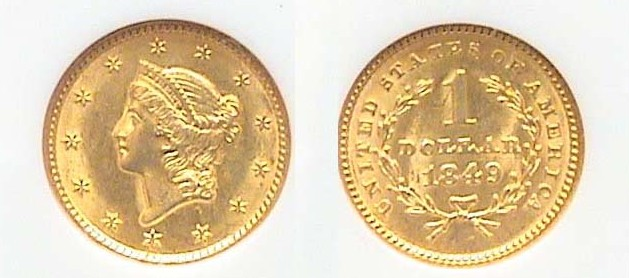 UNITED STATES OF AMERICA
1
DOLLAR
1849